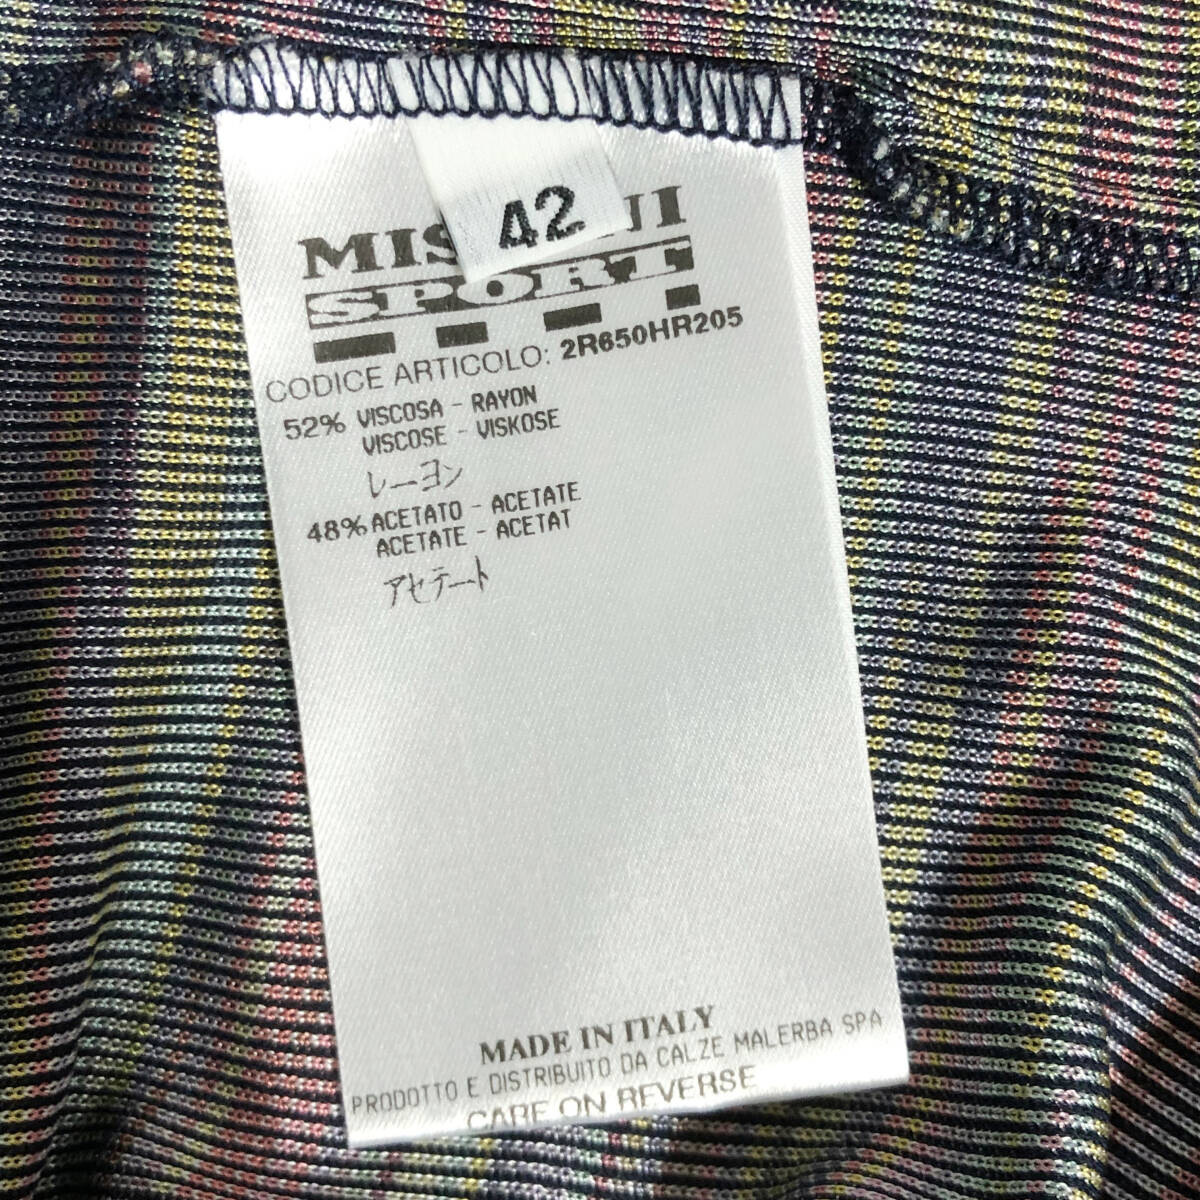 42
MIS NI
SPORT
CODICE ARTICOLO: 2R650HR205
52% VISCOSA - RAYON
VISCOSE - VISKOSE
レーヨン
48% ACETATO - ACETATE
ACETATE - ACETAT
アセテート
MADE IN ITALY
PRODOTTO E DISTRIBUITO DA CALZE MALERBA SPA
CARE ON REVERSE